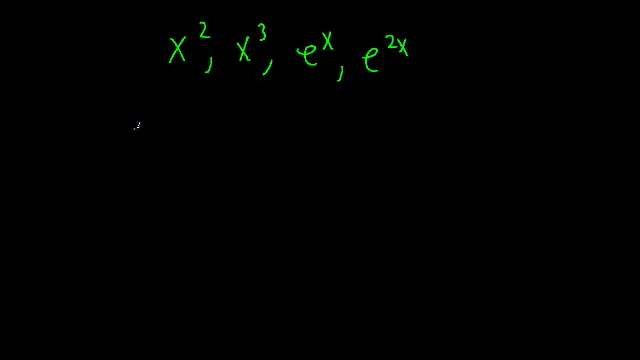 x², x³, eˣ, e²ˣ